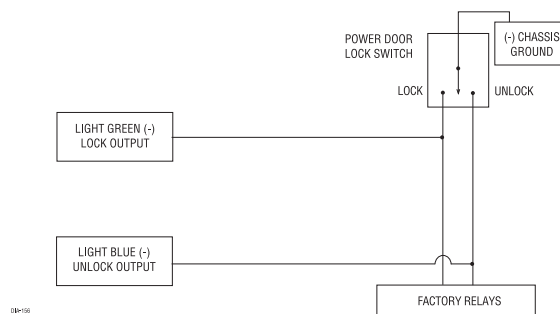 POWER DOOR
LOCK SWITCH
(-) CHASSIS
GROUND
LOCK
UNLOCK
LIGHT GREEN (-)
LOCK OUTPUT
LIGHT BLUE (-)
UNLOCK OUTPUT
FACTORY RELAYS
DIA-156